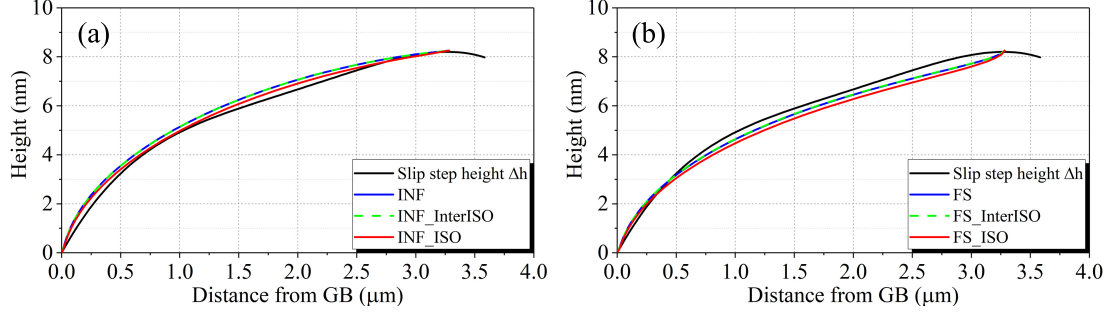 (a)
Height (nm)
10
8
6
4
2
0
Slip step height Δh
INF
INF_InterISO
INF_ISO
0.0 0.5 1.0 1.5 2.0 2.5 3.0 3.5 4.0
Distance from GB (μm)
(b)
Height (nm)
10
8
6
4
2
0
Slip step height Δh
FS
FS_InterISO
FS_ISO
0.0 0.5 1.0 1.5 2.0 2.5 3.0 3.5 4.0
Distance from GB (μm)